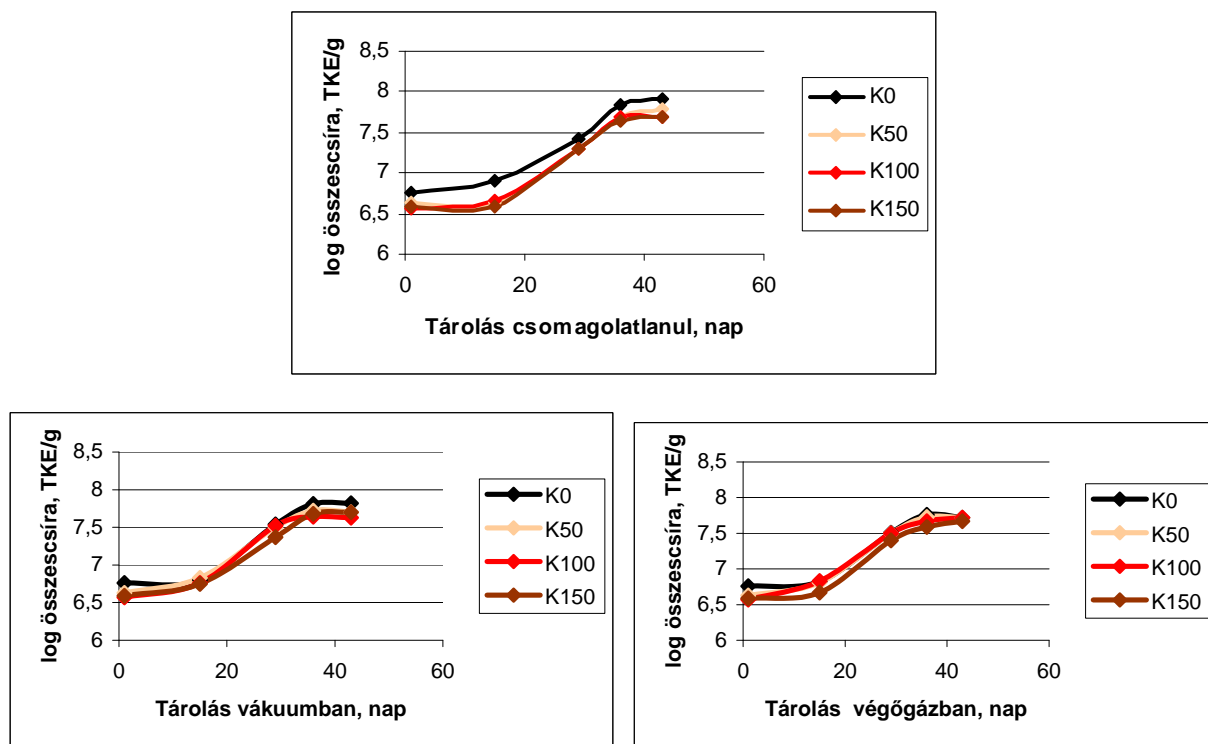 log összescsíra, TKE/g
8,5
8
7,5
7
6,5
6
0
20
40
60
Tárolás csomagolatlanul, nap
K0
K50
K100
K150
log összescsíra, TKE/g
8,5
8
7,5
7
6,5
6
0
20
40
60
Tárolás vákuumban, nap
K0
K50
K100
K150
log összescsíra, TKE/g
8,5
8
7,5
7
6,5
6
0
20
40
60
Tárolás végőgázban, nap
K0
K50
K100
K150